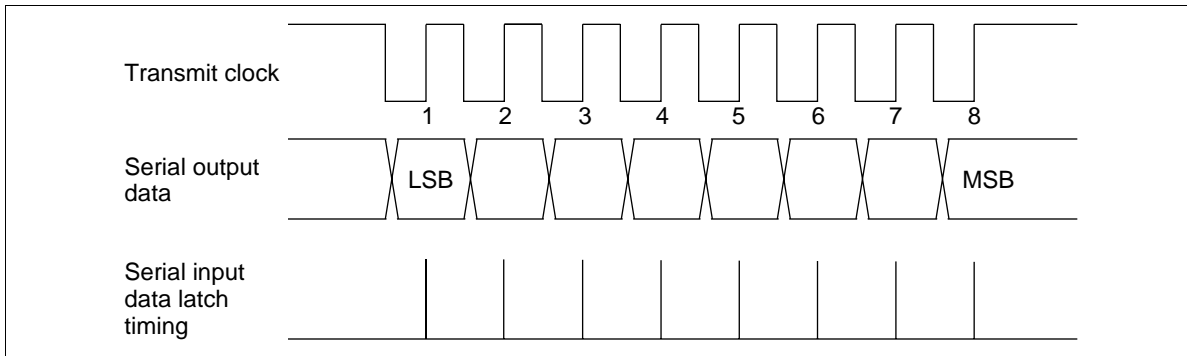 Transmit clock
1 2 3 4 5 6 7 8
Serial output
data
LSB
MSB
Serial input
data latch
timing